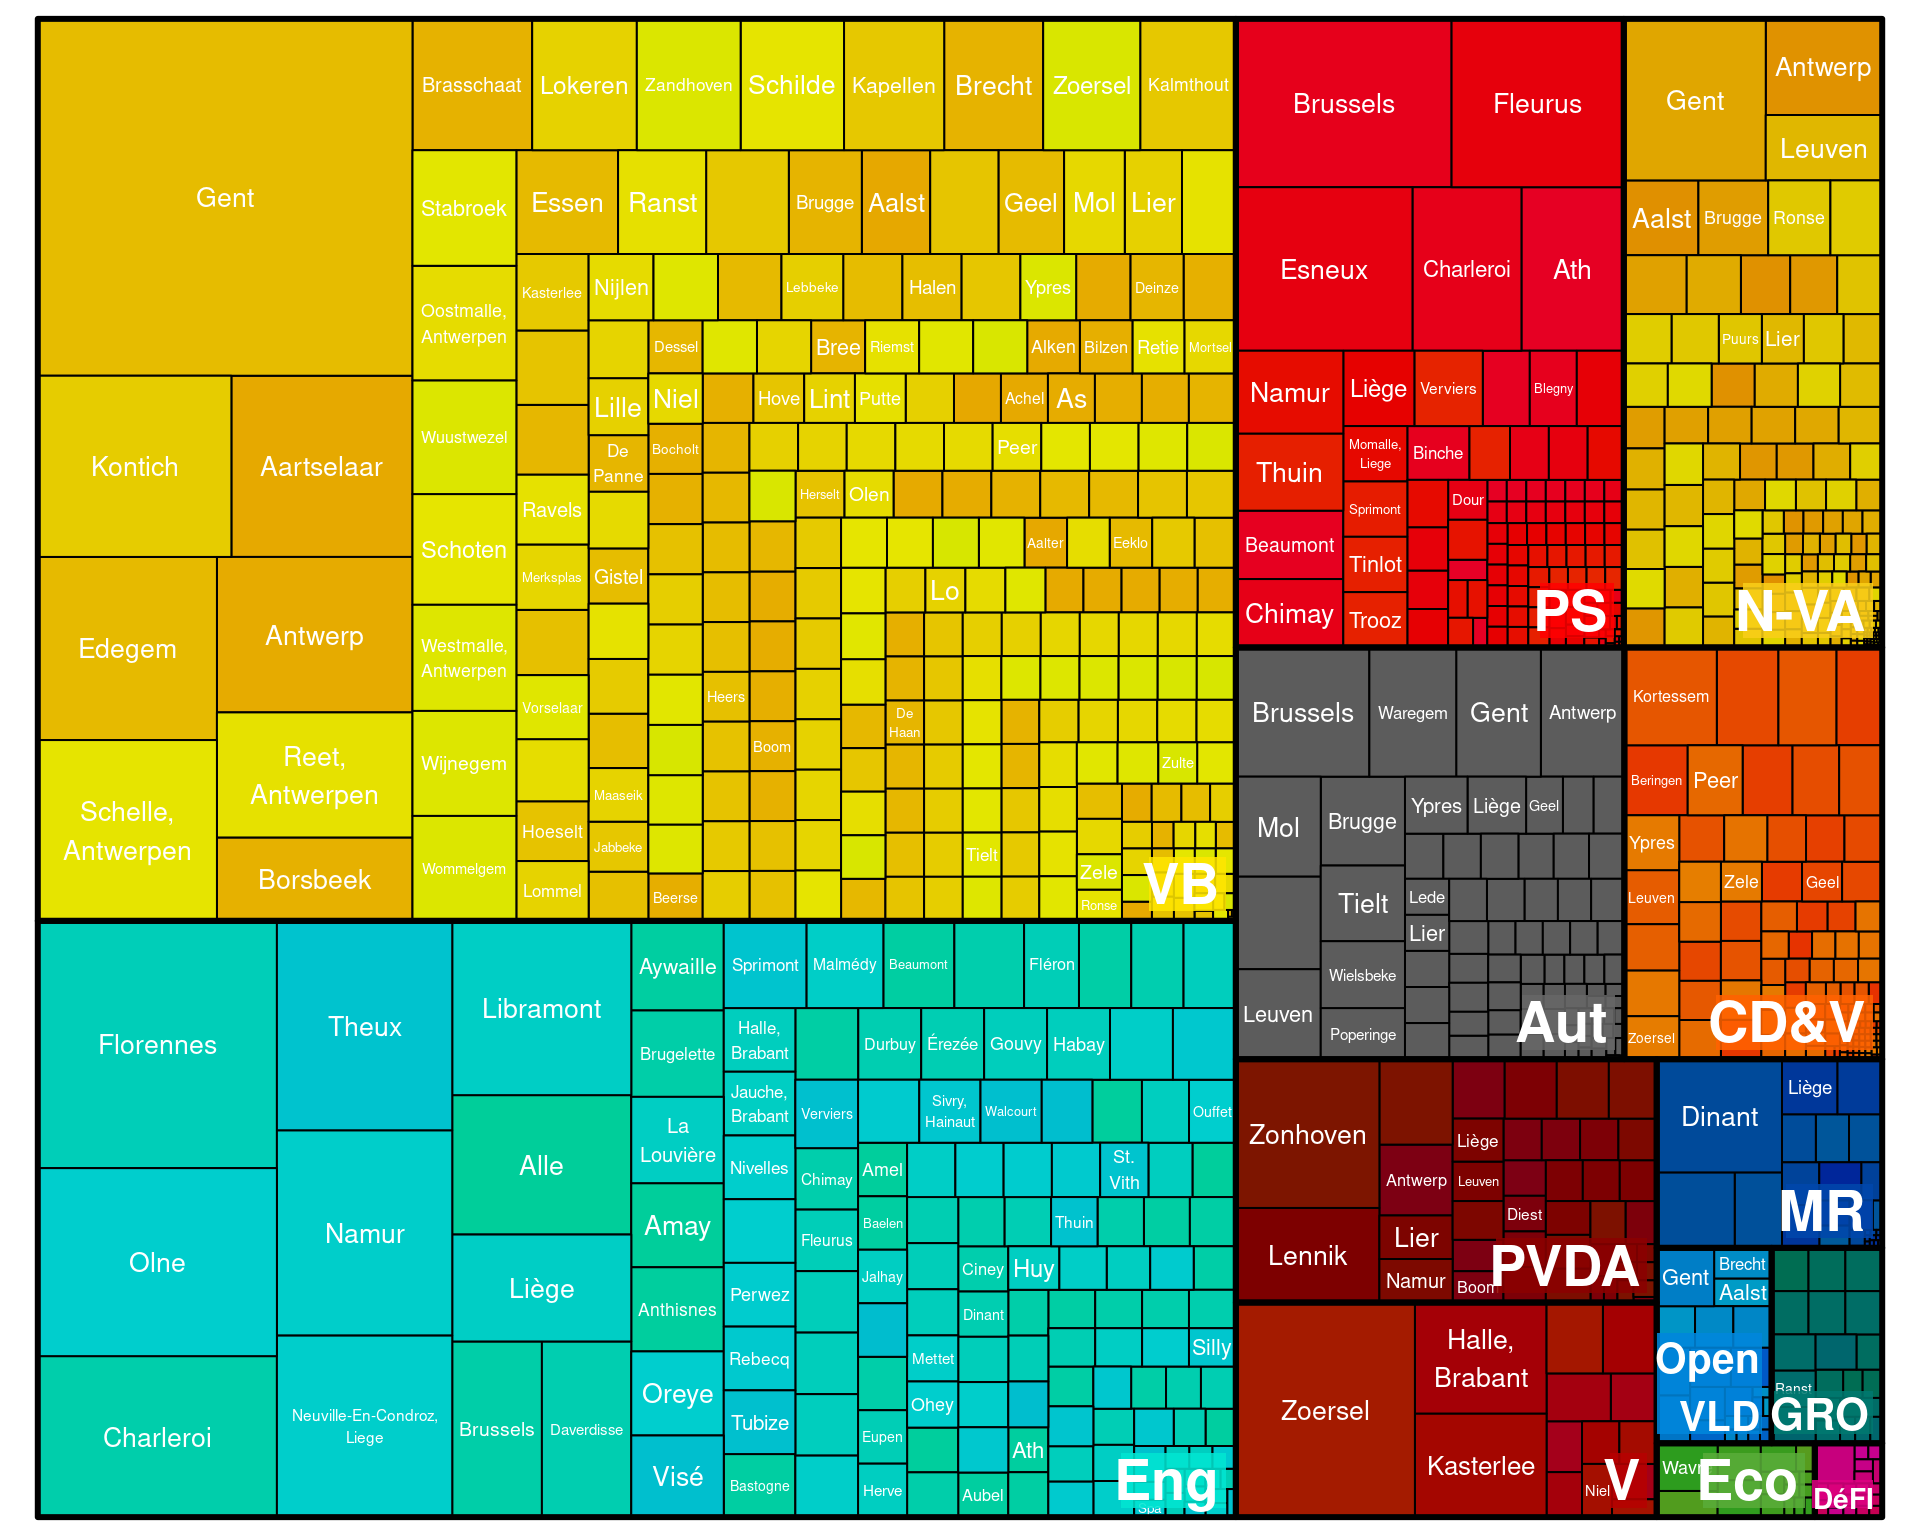 Gent
Kontich
Aartselaar
Edegem
Antwerp
Schelle,
Antwerpen
Reet,
Antwerpen
Borsbeek
Brasschaat
Lokeren
Zandhoven
Schilde
Kapellen
Brecht
Zoersel
Kalmthout
Stabroek
Oostmalle,
Antwerpen
Wuustwezel
Schoten
Westmalle,
Antwerpen
Wijnegem
Wommelgem
Essen
Ranst
Brugge
Aalst
Geel
Mol
Lier
Kasterlee
Ravels
Merksplas
Vorselaar
Hoeselt
Lommel
Nijlen
Lebbeke
Halen
Ypres
Deinze
Lille
De
Panne
Gistel
Maaseik
Jabbeke
Dessel
Bree
Riemst
Alken
Bilzen
Retie
Mortsel
Niel
Bocholt
Beerse
Hove
Lint
Putte
Achel
As
Heers
Peer
Boom
Herselt
Olen
Aalter
Eeklo
Lo
De
Haan
Tielt
Zulte
Zele
Ronse
VB
Florennes
Olne
Charleroi
Theux
Namur
Neuville-En-Condroz,
Liege
Libramont
Alle
Liège
Brussels
Daverdisse
Aywaille
Brugelette
La
Louvière
Amay
Anthisnes
Oreye
Visé
Sprimont
Malmédy
Beaumont
Fléron
Halle,
Brabant
Jauche,
Brabant
Nivelles
Perwez
Rebecq
Tubize
Bastogne
Durbuy
Érezée
Gouvy
Habay
Verviers
Chimay
Fleurus
Sivry,
Hainaut
Walcourt
Ouffet
Amel
Baelen
Jalhay
Eupen
Herve
St.
Vith
Thuin
Mettet
Ohey
Ciney
Huy
Dinant
Ath
Aubel
Silly
Spa
Eng
Brussels
Fleurus
Esneux
Charleroi
Ath
Namur
Thuin
Beaumont
Chimay
Liège
Verviers
Blegny
Momalle,
Liege
Sprimont
Tinlot
Trooz
Binche
Dour
PS
Gent
Antwerp
Leuven
Aalst
Brugge
Ronse
Puurs
Lier
N-VA
Brussels
Waregem
Gent
Antwerp
Mol
Leuven
Brugge
Tielt
Wielsbeke
Poperinge
Ypres
Liège
Geel
Lede
Lier
Aut
Kortessem
Beringen
Peer
Ypres
Leuven
Zoersel
Zele
Geel
CD&V
Zonhoven
Lennik
Antwerp
Lier
Namur
Liège
Leuven
Diest
Boom
PVDA
Dinant
Liège
MR
Zoersel
Halle,
Brabant
Kasterlee
Niel
V
Gent
Brecht
Aalst
Open
VLD
Ranst
GRO
Wavre
Eco
DéFI